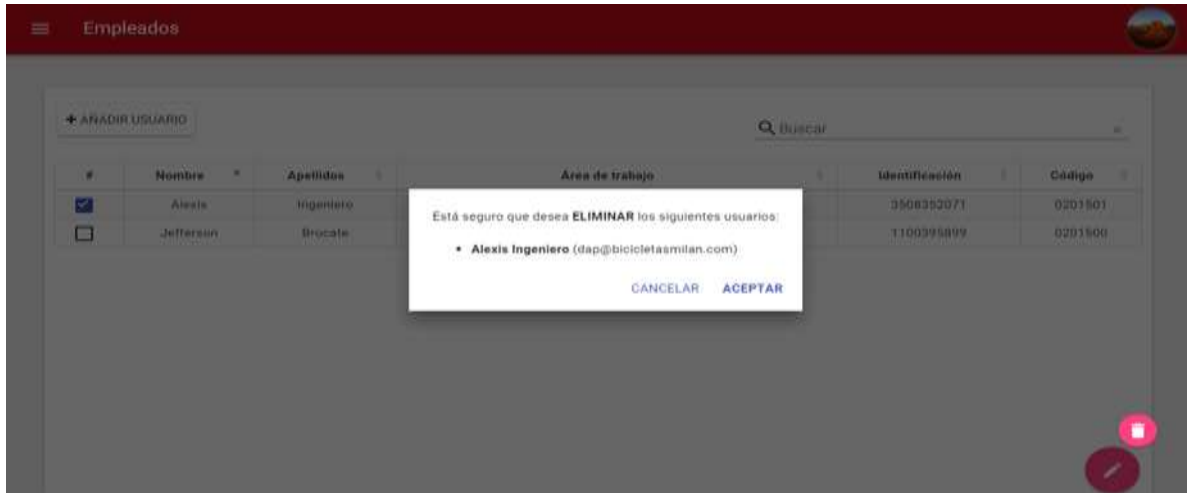 Empleados
+ AÑADIR USUARIO
Buscar
# Nombre Apellidos Área de trabajo Identificación Código
Alexis Ingeniero 3508352071 0201501
Jefferson Brucate 1100395899 0201500
Está seguro que desea ELIMINAR los siguientes usuarios:
• Alexis Ingeniero (dap@bicicletasmilan.com)
CANCELAR ACEPTAR